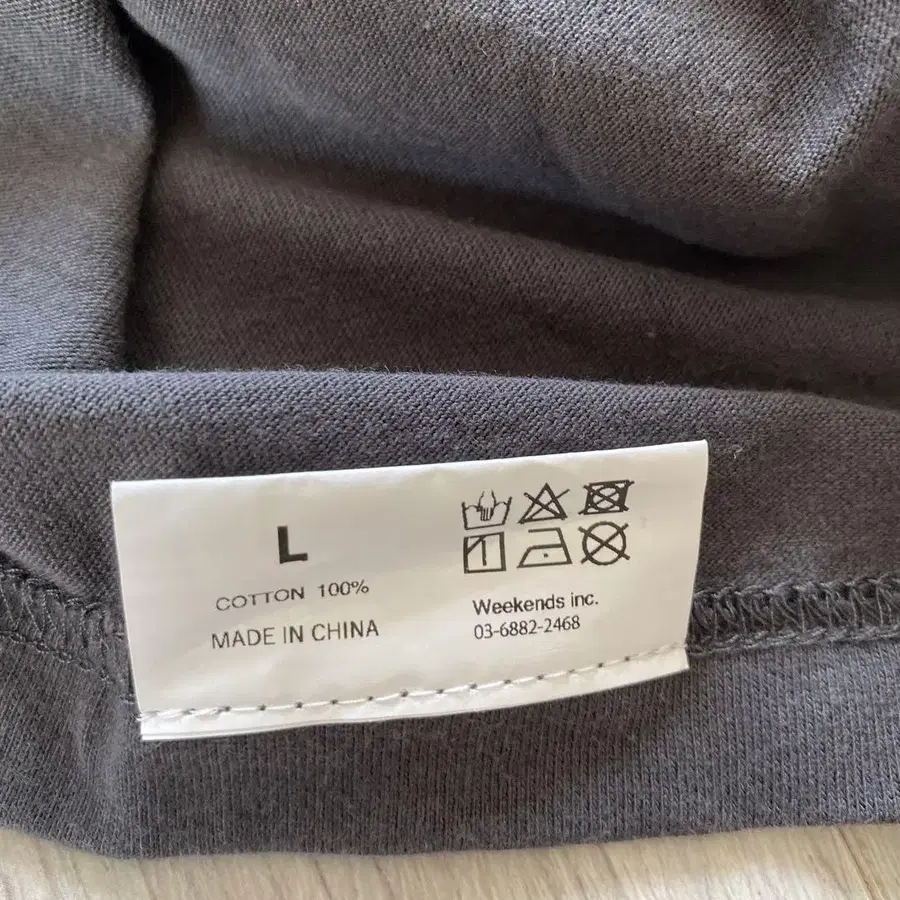 L
COTTON 100%
MADE IN CHINA
Weekends inc.
03-6882-2468